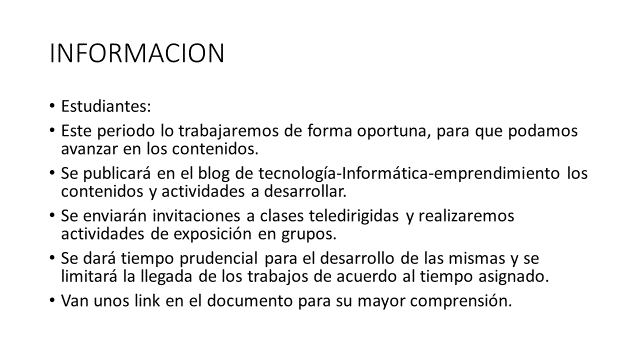 INFORMACION
• Estudiantes:
• Este periodo lo trabajaremos de forma oportuna, para que podamos
avanzar en los contenidos.
• Se publicará en el blog de tecnología-Informática-emprendimiento los
contenidos y actividades a desarrollar.
• Se enviarán invitaciones a clases teledirigidas y realizaremos
actividades de exposición en grupos.
• Se dará tiempo prudencial para el desarrollo de las mismas y se
limitará la llegada de los trabajos de acuerdo al tiempo asignado.
• Van unos link en el documento para su mayor comprensión.